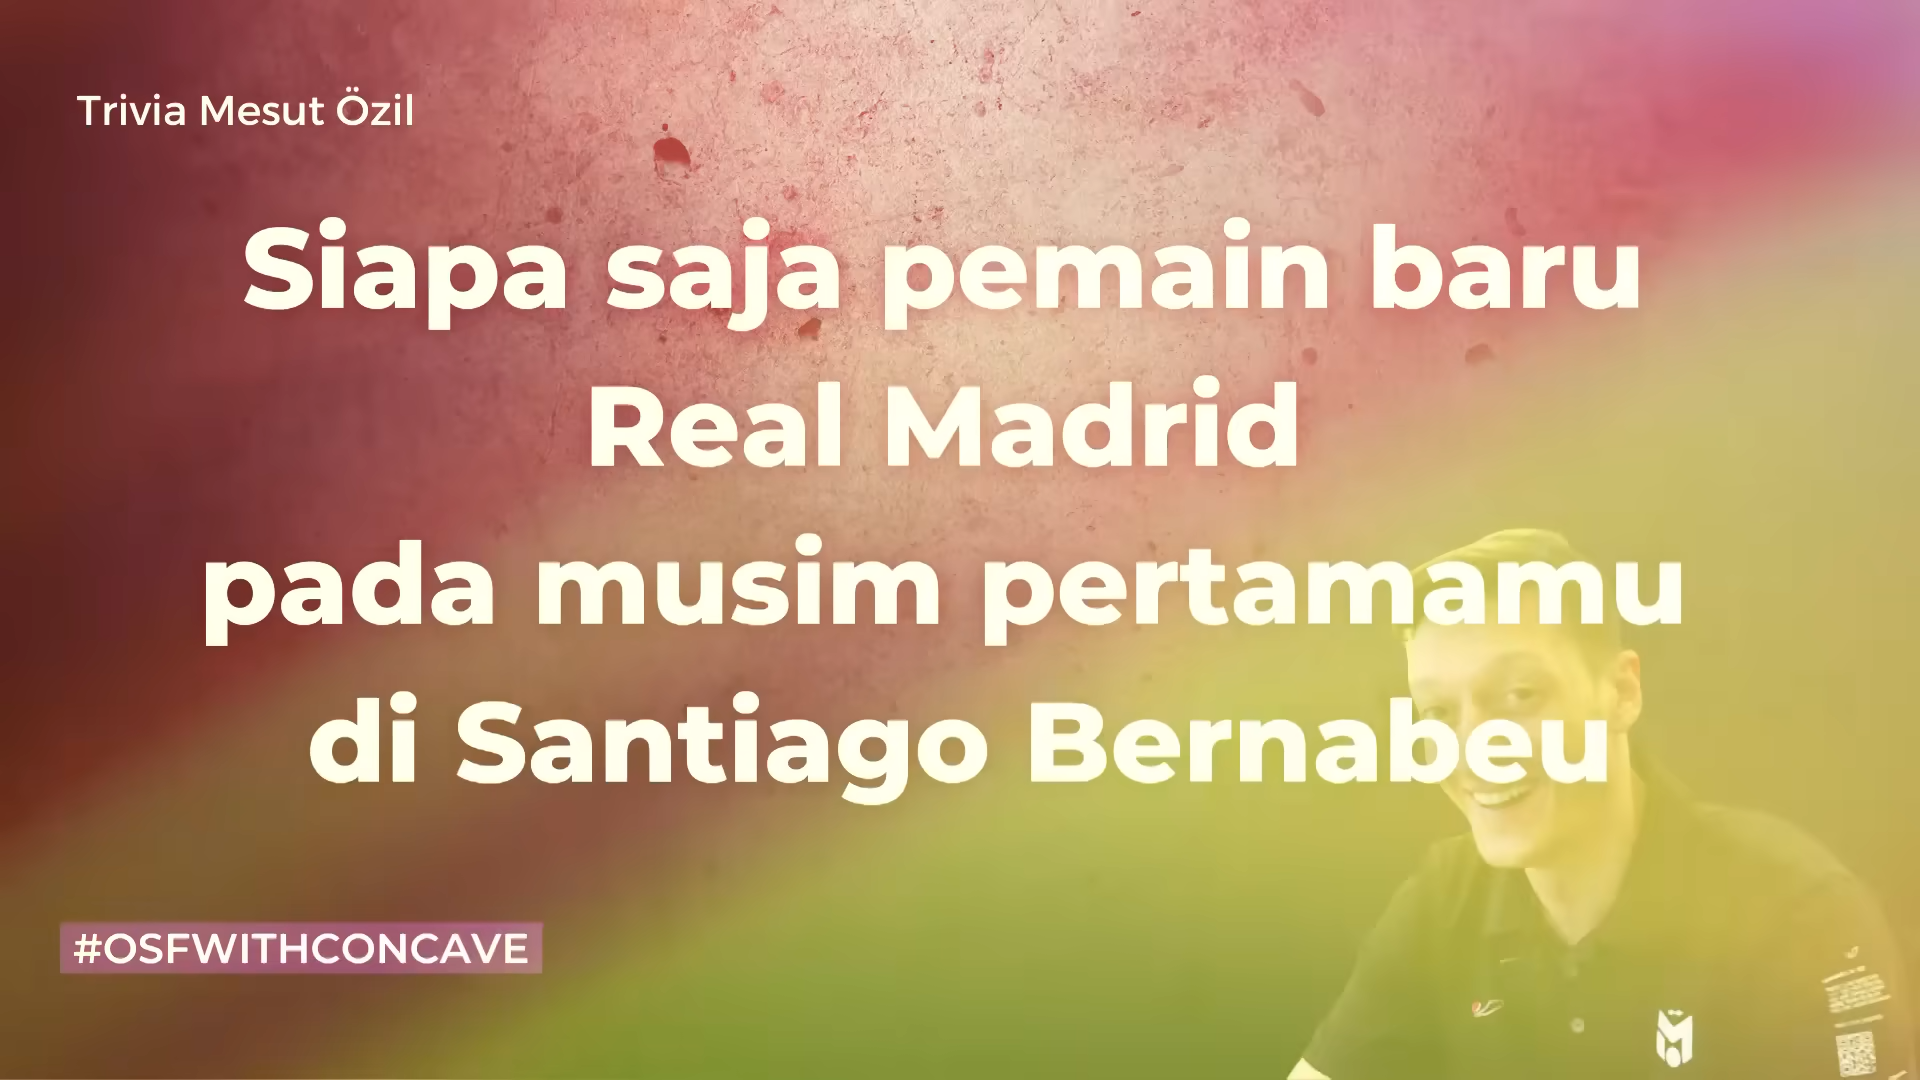 Trivia Mesut Özil
Siapa saja pemain baru
Real Madrid
pada musim pertamamu
di Santiago Bernabeu
#OSFWITHCONCAVE